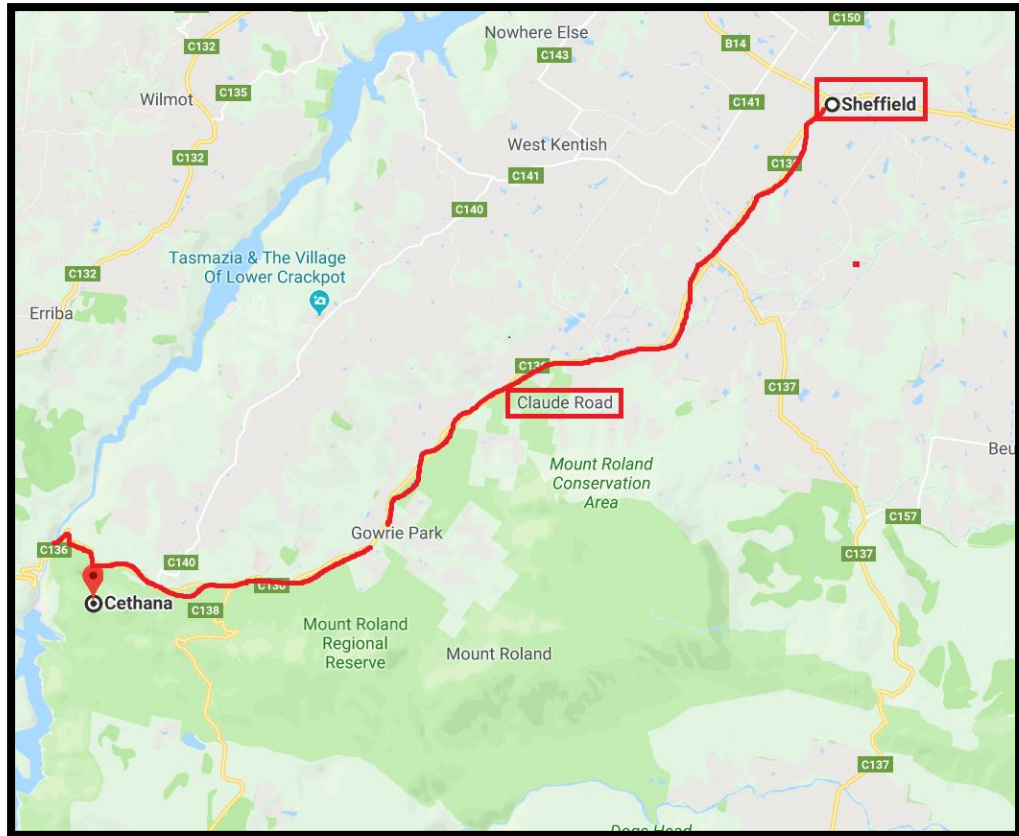 C150
Nowhere Else
C132
B14
C143
Wilmot
C135
C141
Sheffield
C132
West Kentish
C141
C140
Tasmazia & The Village
Of Lower Crackpot
C132
Erriba
Claude Road
C137
Beu
Mount Roland
Conservation
Area
C157
Gowrie Park
C136
C140
C137
Cethana
C138
Mount Roland
Regional
Reserve
Mount Roland
C137